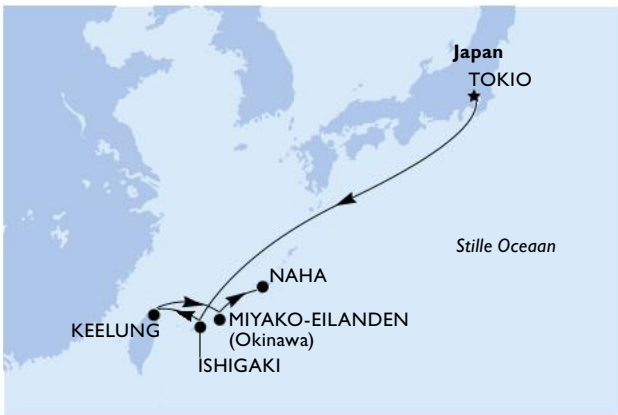 Japan
TOKIO
Stille Oceaan
NAHA
MIYAKO-EILANDEN
(Okinawa)
KEELUNG
ISHIGAKI